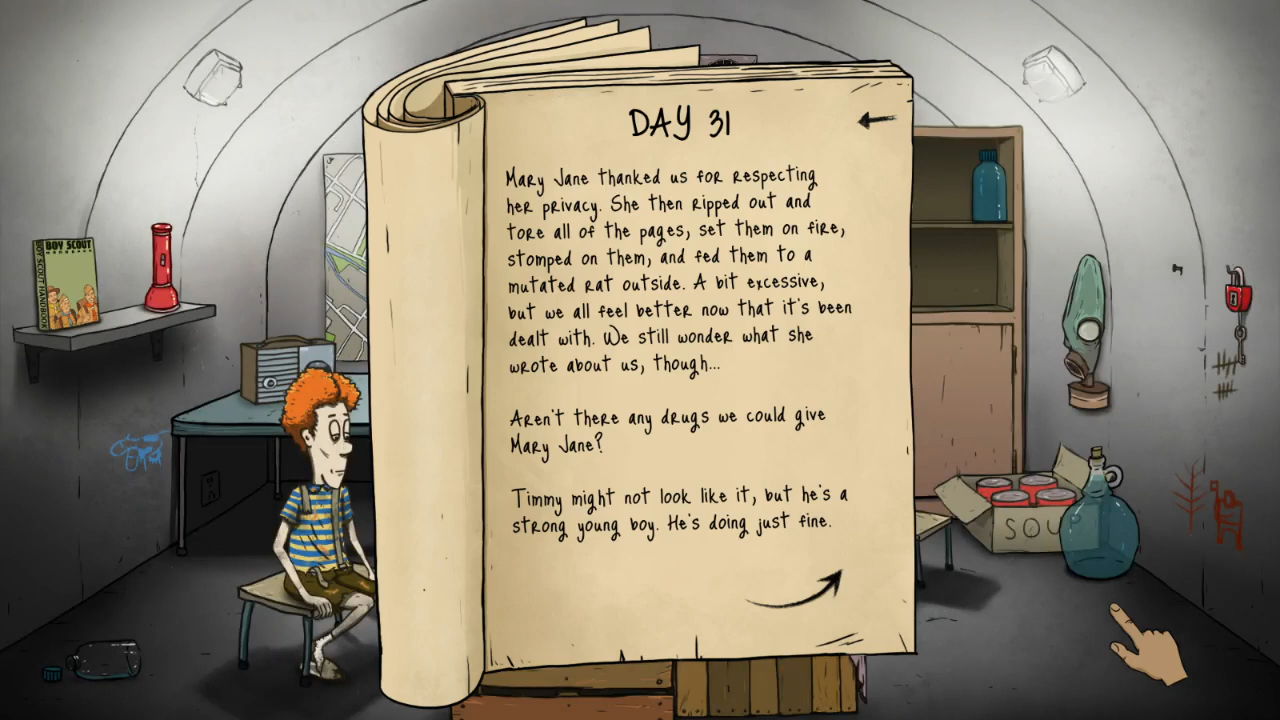 DAY 31
Mary Jane thanked us for respecting
her privacy. She then ripped out and
tore all of the pages, set them on fire,
stomped on them, and fed them to a
mutated rat outside. A bit excessive,
but we all feel better now that it's been
dealt with. We still wonder what she
wrote about us, though...
Aren't there any drugs we could give
Mary Jane?
Timmy might not look like it, but he's a
strong young boy. He's doing just fine.
BOY SCOUT
BOY SCOUT HANDBOOK
SOU